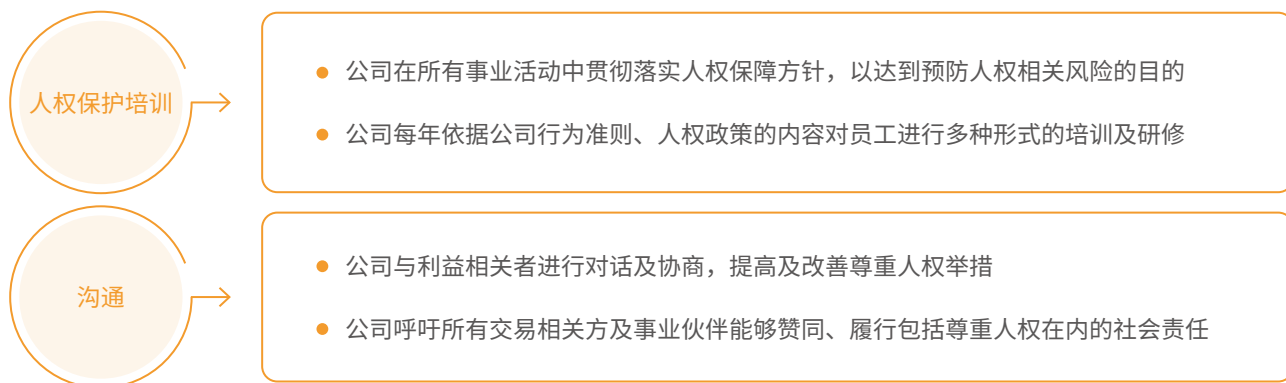 人权保护培训
公司在所有事业活动中贯彻落实人权保障方针，以达到预防人权相关风险的目的
公司每年依据公司行为准则、人权政策的内容对员工进行多种形式的培训及研修
沟通
公司与利益相关者进行对话及协商，提高及改善尊重人权举措
公司呼吁所有交易相关方及事业伙伴能够赞同、履行包括尊重人权在内的社会责任